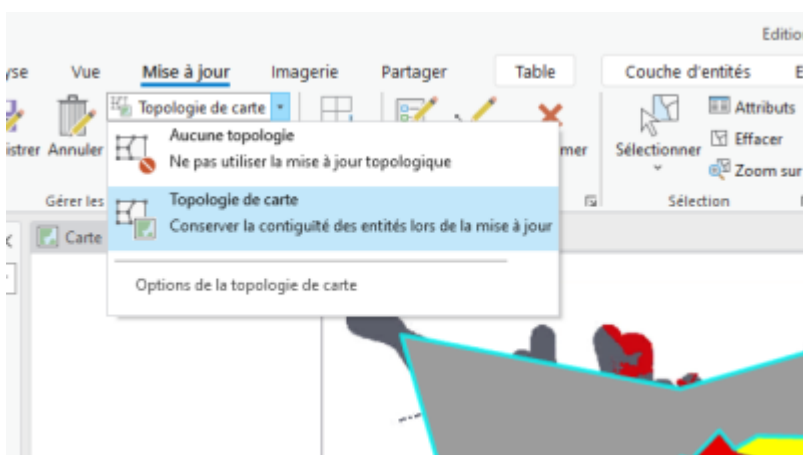 Editio
yse Vue Mise à jour Imagerie Partager Table Couche d'entités E
Topologie de carte
istrer Annuler
Aucune topologie
Ne pas utiliser la mise à jour topologique
mer
Sélectionner
Attributs
Effacer
Zoom sur
Gérer les
Topologie de carte
Conserver la contiguïté des entités lors de la mise à jour
Sélection
Carte
Options de la topologie de carte